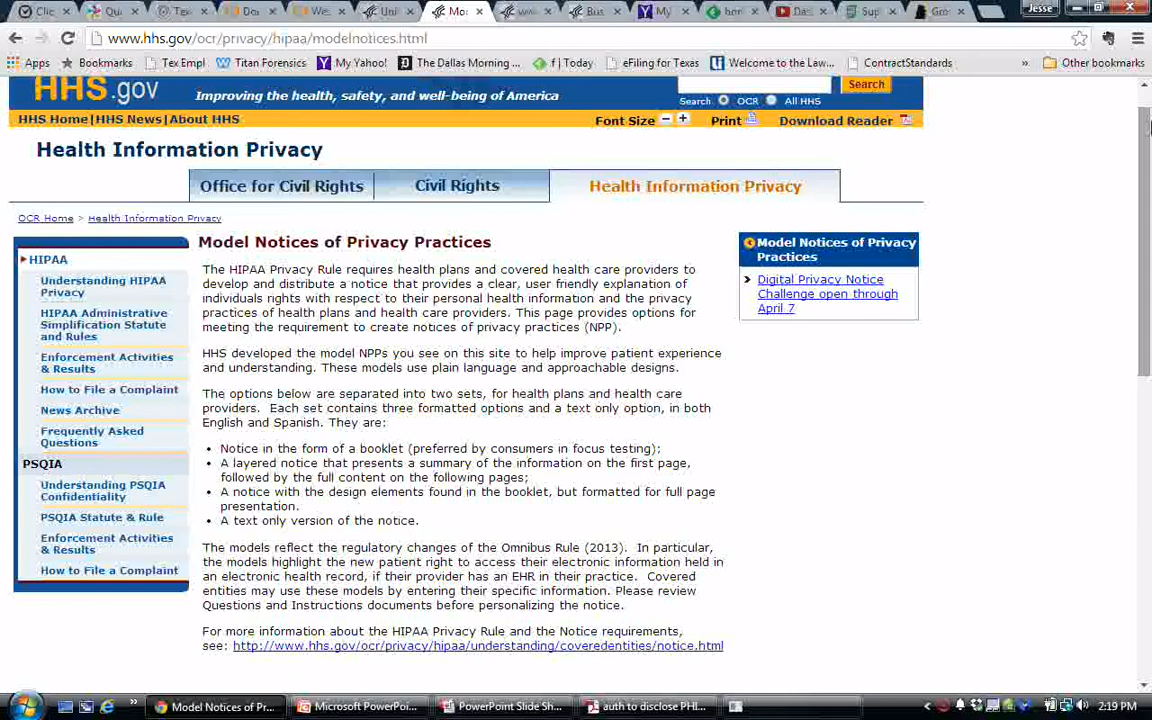 Clic
Qu
Tex
Do
We
Uni
Mo
ww
Bus
My
hor
Das
Sup
Gro
Jesse
www.hhs.gov/ocr/privacy/hipaa/modelnotices.html
Apps
Bookmarks
Tex Empl
Titan Forensics
My Yahoo!
The Dallas Morning ...
f | Today
eFiling for Texas
Welcome to the Law...
ContractStandards
»
Other bookmarks
HHS.gov
Improving the health, safety, and well-being of America
Search
Search OCR All HHS
HHS Home|HHS News|About HHS
Font Size − +
Print
Download Reader
Health Information Privacy
Office for Civil Rights
Civil Rights
Health Information Privacy
OCR Home > Health Information Privacy
HIPAA
Understanding HIPAA
Privacy
HIPAA Administrative
Simplification Statute
and Rules
Enforcement Activities
& Results
How to File a Complaint
News Archive
Frequently Asked
Questions
PSQIA
Understanding PSQIA
Confidentiality
PSQIA Statute & Rule
Enforcement Activities
& Results
How to File a Complaint
Model Notices of Privacy Practices
The HIPAA Privacy Rule requires health plans and covered health care providers to
develop and distribute a notice that provides a clear, user friendly explanation of
individuals rights with respect to their personal health information and the privacy
practices of health plans and health care providers. This page provides options for
meeting the requirement to create notices of privacy practices (NPP).
HHS developed the model NPPs you see on this site to help improve patient experience
and understanding. These models use plain language and approachable designs.
The options below are separated into two sets, for health plans and health care
providers. Each set contains three formatted options and a text only option, in both
English and Spanish. They are:
• Notice in the form of a booklet (preferred by consumers in focus testing);
• A layered notice that presents a summary of the information on the first page,
followed by the full content on the following pages;
• A notice with the design elements found in the booklet, but formatted for full page
presentation.
• A text only version of the notice.
The models reflect the regulatory changes of the Omnibus Rule (2013). In particular,
the models highlight the new patient right to access their electronic information held in
an electronic health record, if their provider has an EHR in their practice. Covered
entities may use these models by entering their specific information. Please review
Questions and Instructions documents before personalizing the notice.
For more information about the HIPAA Privacy Rule and the Notice requirements,
see: http://www.hhs.gov/ocr/privacy/hipaa/understanding/coveredentities/notice.html
Model Notices of Privacy
Practices
Digital Privacy Notice
Challenge open through
April 7
Model Notices of Pr...
Microsoft PowerPoi...
PowerPoint Slide Sh...
auth to disclose PHI...
2:19 PM